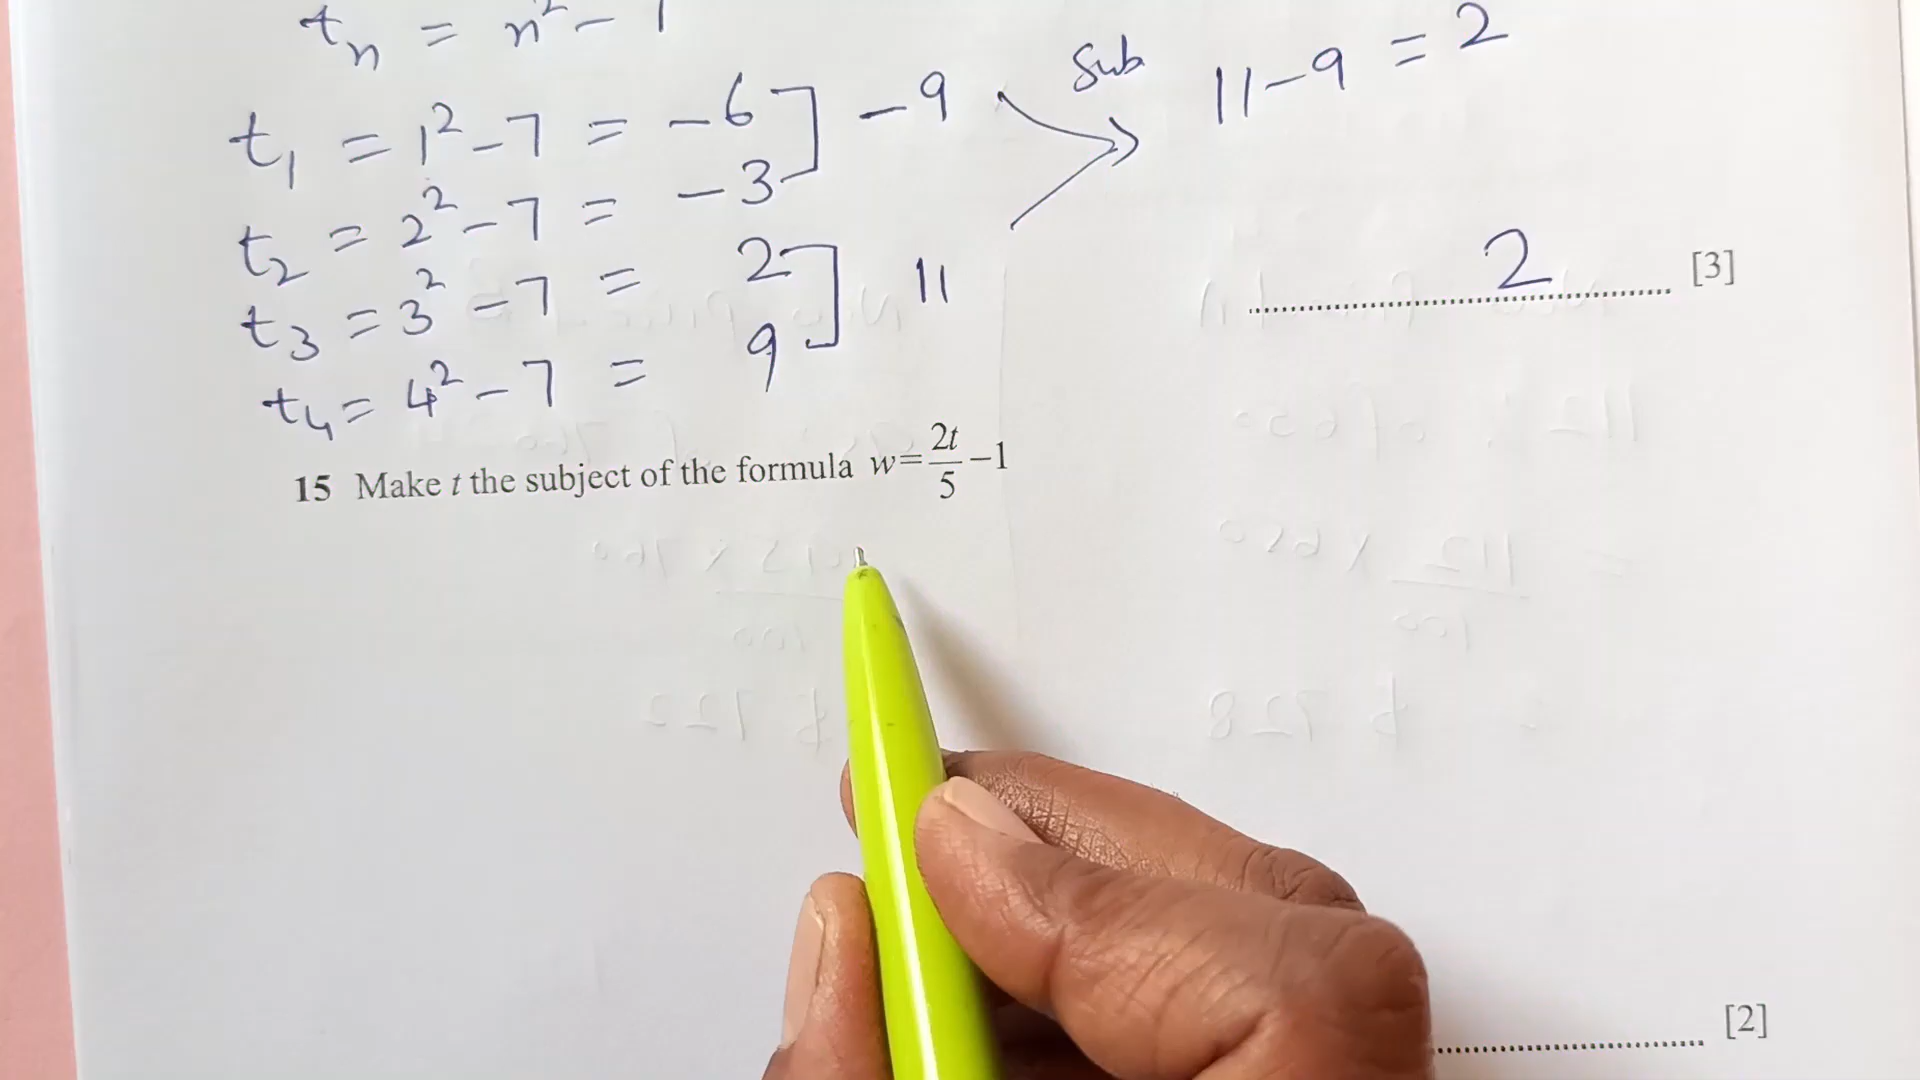 tn = n² –
t1 = 1² – 7 = – 6 ] – 9 Sub 11 – 9 = 2
t2 = 2² – 7 = – 3
t3 = 3² – 7 = 2 ] 11
2 [3]
t4 = 4² – 7 = 9
15 Make t the subject of the formula w = 2t/5 – 1
[2]